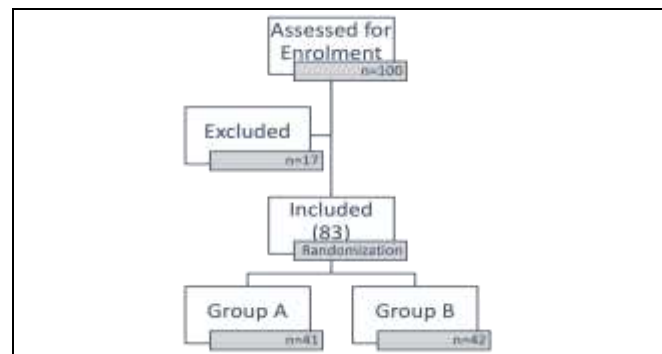 Assessed for
Enrolment
n=100
Excluded
n=17
Included
(83)
Randomization
Group A
n=41
Group B
n=42